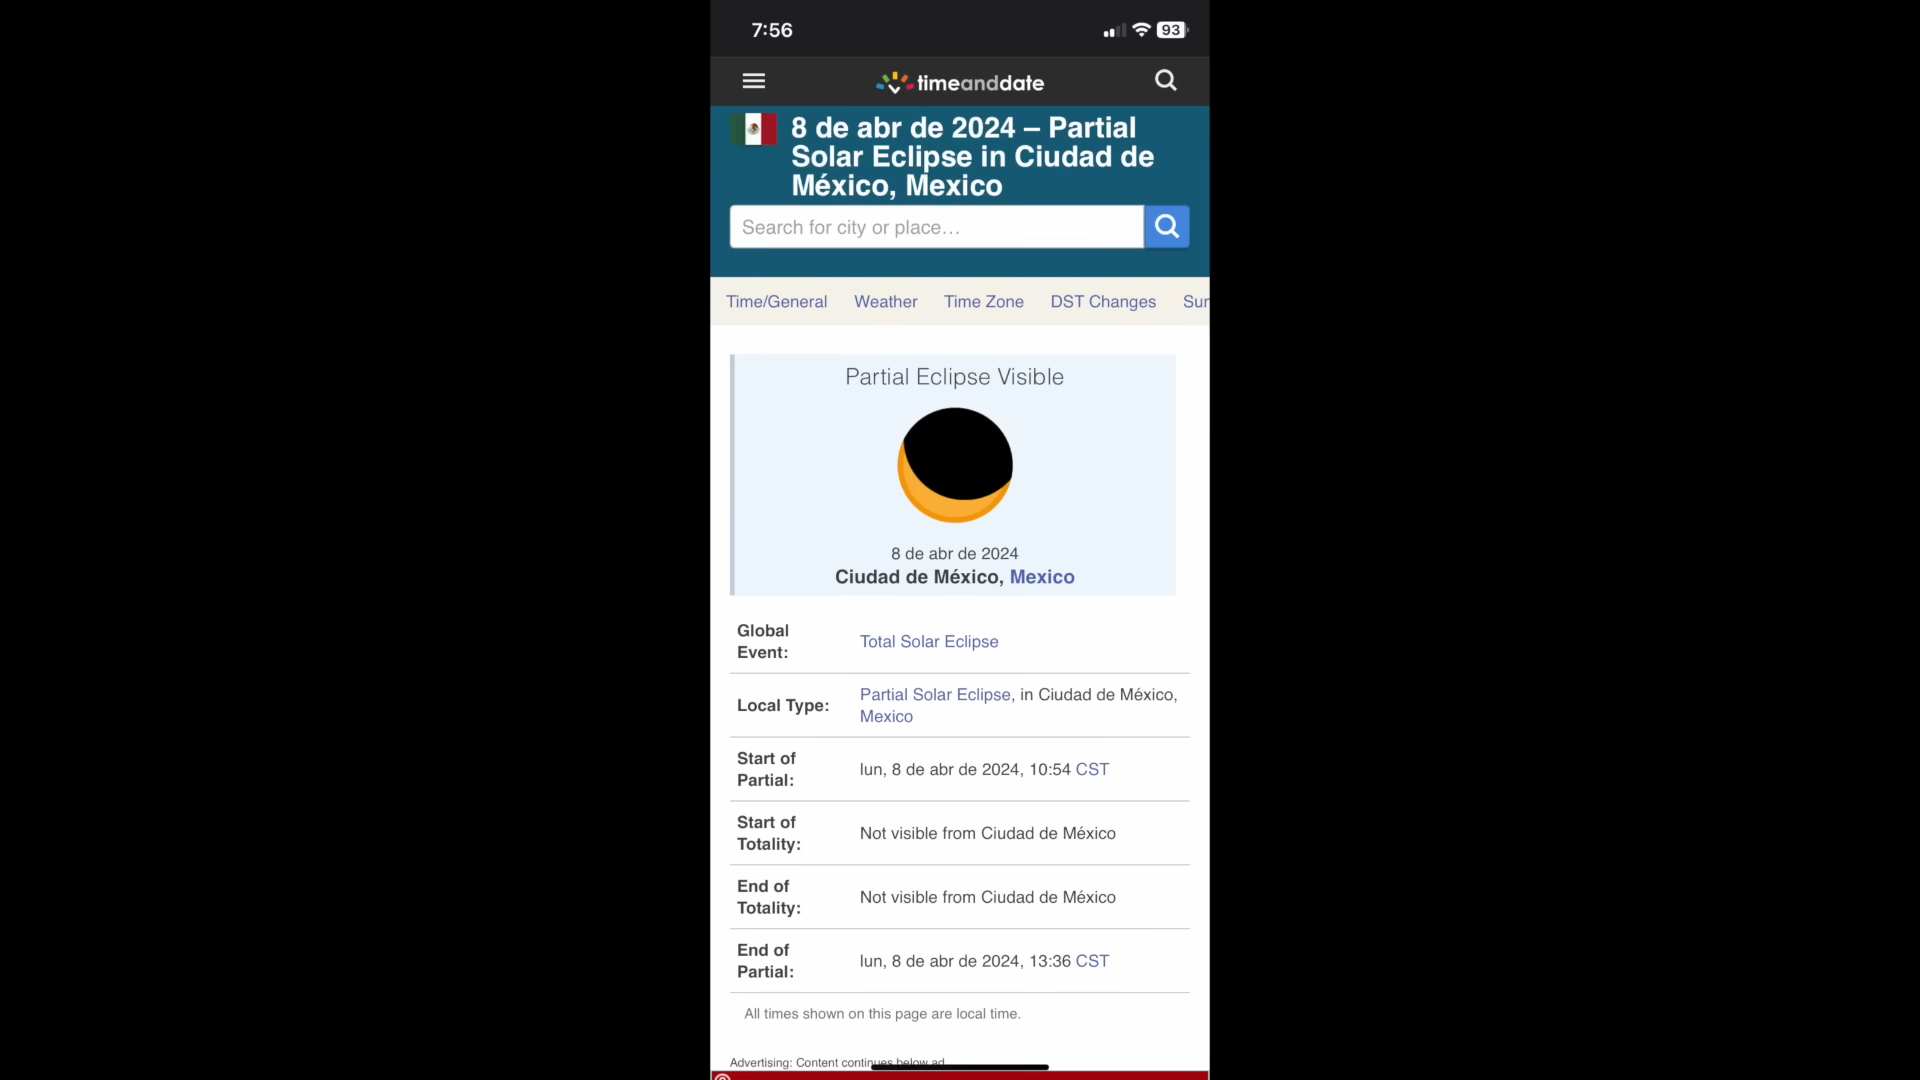 7:56
93
timeanddate
8 de abr de 2024 – Partial
Solar Eclipse in Ciudad de
México, Mexico
Search for city or place…
Time/General Weather Time Zone DST Changes Sun
Partial Eclipse Visible
8 de abr de 2024
Ciudad de México, Mexico
Global
Event:
Total Solar Eclipse
Local Type:
Partial Solar Eclipse, in Ciudad de México,
Mexico
Start of
Partial:
lun, 8 de abr de 2024, 10:54 CST
Start of
Totality:
Not visible from Ciudad de México
End of
Totality:
Not visible from Ciudad de México
End of
Partial:
lun, 8 de abr de 2024, 13:36 CST
All times shown on this page are local time.
Advertising: Content continues below ad